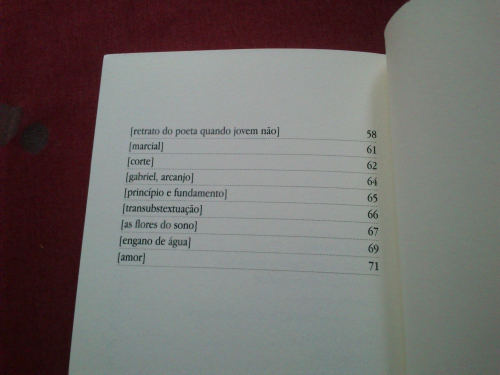 [retrato do poeta quando jovem não] 58
[marcial] 61
[corte] 62
[gabriel, arcanjo] 64
[princípio e fundamento] 65
[transubstextuação] 66
[as flores do sono] 67
[engano de água] 69
[amor] 71